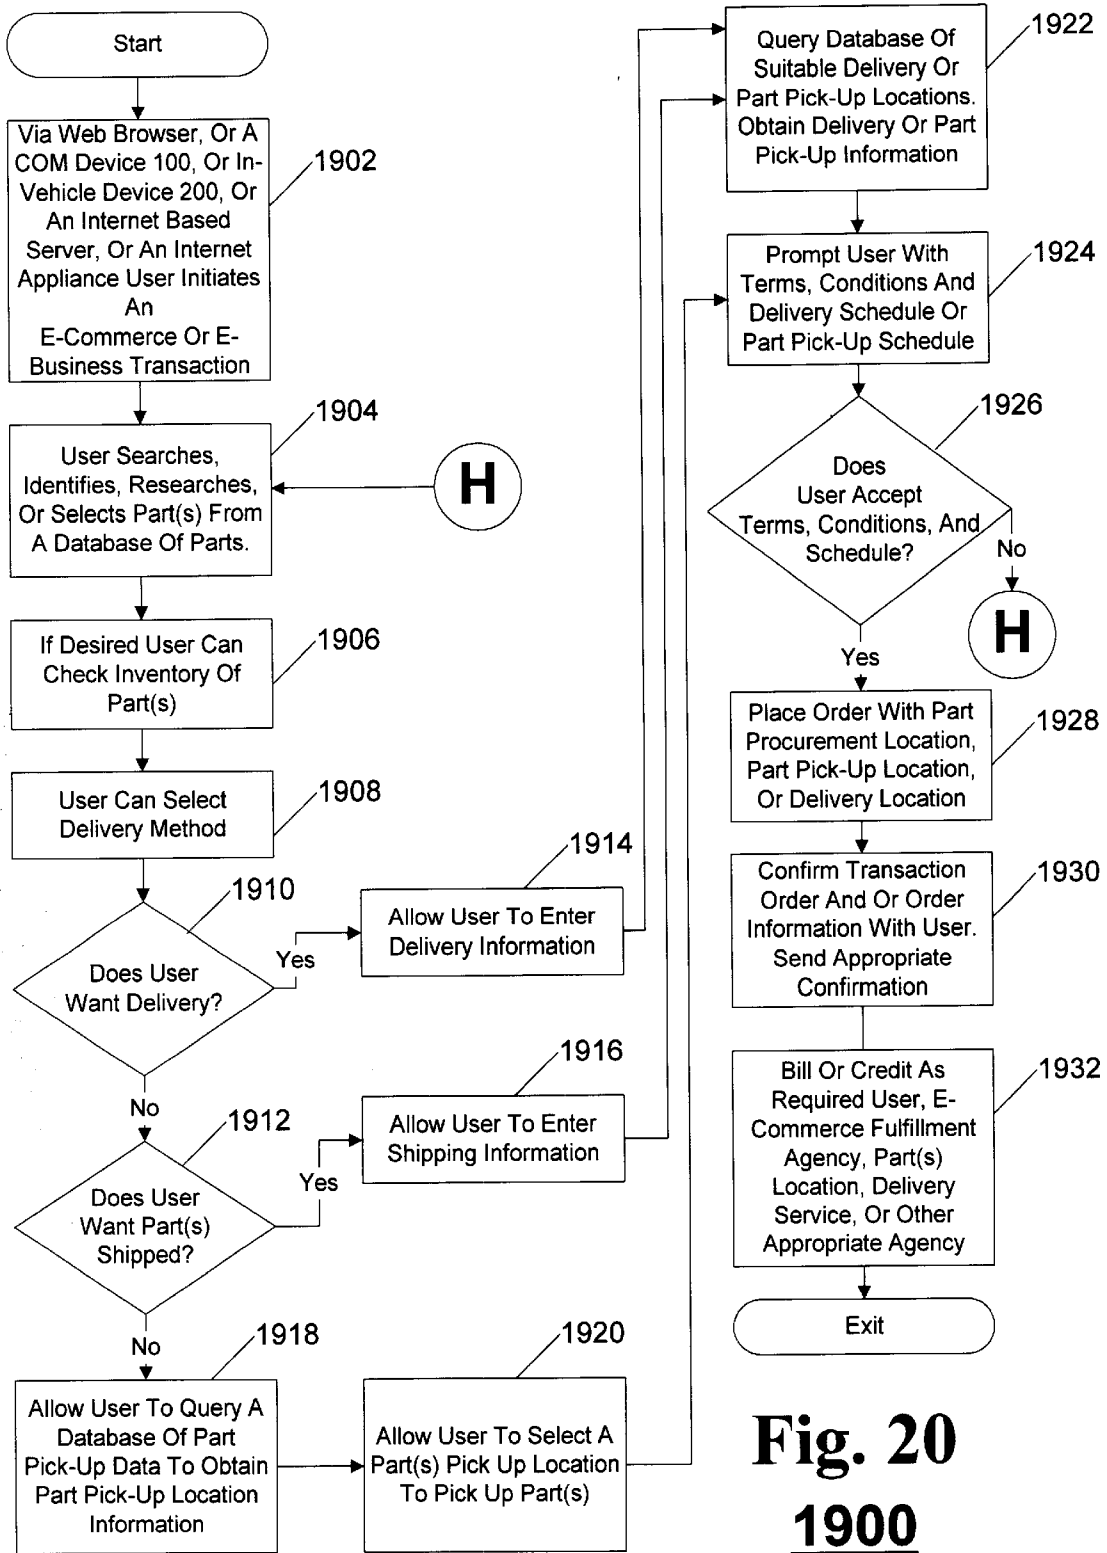 Start
Via Web Browser, Or A
COM Device 100, Or In-
Vehicle Device 200, Or
An Internet Based
Server, Or An Internet
Appliance User Initiates
An
E-Commerce Or E-
Business Transaction
1902
User Searches,
Identifies, Researches,
Or Selects Part(s) From
A Database Of Parts.
1904
H
If Desired User Can
Check Inventory Of
Part(s)
1906
User Can Select
Delivery Method
1908
Does User
Want Delivery?
1910
Yes
No
Allow User To Enter
Delivery Information
1914
Does User
Want Part(s)
Shipped?
1912
Yes
No
Allow User To Enter
Shipping Information
1916
Allow User To Query A
Database Of Part
Pick-Up Data To Obtain
Part Pick-Up Location
Information
1918
Allow User To Select A
Part(s) Pick Up Location
To Pick Up Part(s)
1920
Query Database Of
Suitable Delivery Or
Part Pick-Up Locations.
Obtain Delivery Or Part
Pick-Up Information
1922
Prompt User With
Terms, Conditions And
Delivery Schedule Or
Part Pick-Up Schedule
1924
Does
User Accept
Terms, Conditions, And
Schedule?
1926
No
H
Yes
Place Order With Part
Procurement Location,
Part Pick-Up Location,
Or Delivery Location
1928
Confirm Transaction
Order And Or Order
Information With User.
Send Appropriate
Confirmation
1930
Bill Or Credit As
Required User, E-
Commerce Fulfillment
Agency, Part(s)
Location, Delivery
Service, Or Other
Appropriate Agency
1932
Exit
Fig. 20
1900